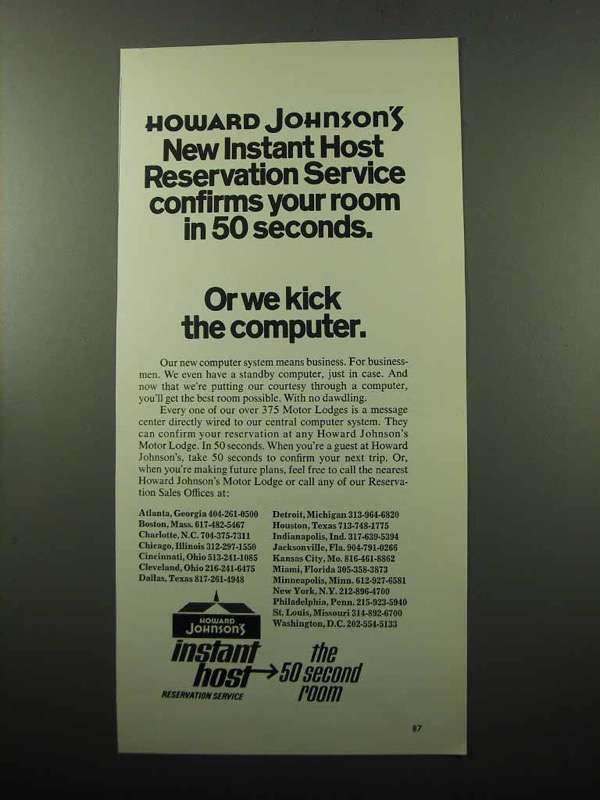 HOWARD JOHNSON'S
New Instant Host
Reservation Service
confirms your room
in 50 seconds.
Or we kick
the computer.
Our new computer system means business. For business-
men. We even have a standby computer, just in case. And
now that we're putting our courtesy through a computer,
you'll get the best room possible. With no dawdling.
Every one of our over 375 Motor Lodges is a message
center directly wired to our central computer system. They
can confirm your reservation at any Howard Johnson's
Motor Lodge. In 50 seconds. When you're a guest at Howard
Johnson's, take 50 seconds to confirm your next trip. Or,
when you're making future plans, feel free to call the nearest
Howard Johnson's Motor Lodge or call any of our Reserva-
tion Sales Offices at:
Atlanta, Georgia 404-261-0500
Boston, Mass. 617-482-5467
Charlotte, N.C. 704-375-7311
Chicago, Illinois 312-297-1550
Cincinnati, Ohio 513-241-1085
Cleveland, Ohio 216-241-6475
Dallas, Texas 817-261-4948
Detroit, Michigan 313-964-6820
Houston, Texas 713-748-1775
Indianapolis, Ind. 317-639-5394
Jacksonville, Fla. 904-791-0266
Kansas City, Mo. 816-461-8862
Miami, Florida 305-358-3873
Minneapolis, Minn. 612-927-6581
New York, N.Y. 212-896-4700
Philadelphia, Penn. 215-923-5940
St. Louis, Missouri 314-892-6700
Washington, D.C. 202-554-5133
HOWARD
JOHNSON'S
instant
host
RESERVATION SERVICE
the
50 second
room
87